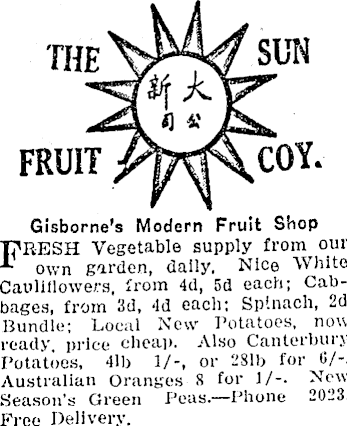 THE SUN
新大
司公
FRUIT COY.
Gisborne's Modern Fruit Shop
FRESH Vegetable supply from our
own garden, daily. Nice White
Cauliflowers, from 4d, 5d each; Cab-
bages, from 3d, 4d each; Spinach, 2d
Bundle; Local New Potatoes, now
ready, price cheap. Also Canterbury
Potatoes, 4lb 1/-, or 28lb for 6/-.
Australian Oranges 8 for 1/-. New
Season's Green Peas.—Phone 2023.
Free Delivery.